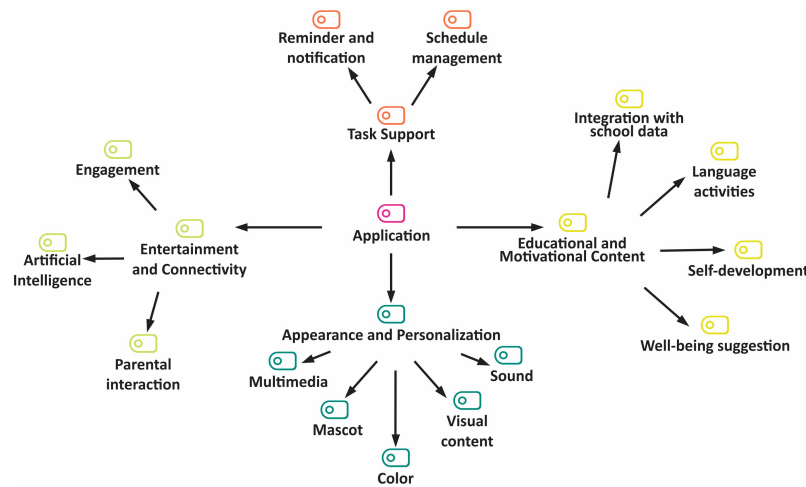 Reminder and
notification
Schedule
management
Task Support
Integration with
school data
Engagement
Language
activities
Application
Entertainment
and Connectivity
Educational and
Motivational Content
Artificial
Intelligence
Self-development
Appearance and Personalization
Well-being suggestion
Parental
interaction
Multimedia
Sound
Mascot
Visual
content
Color